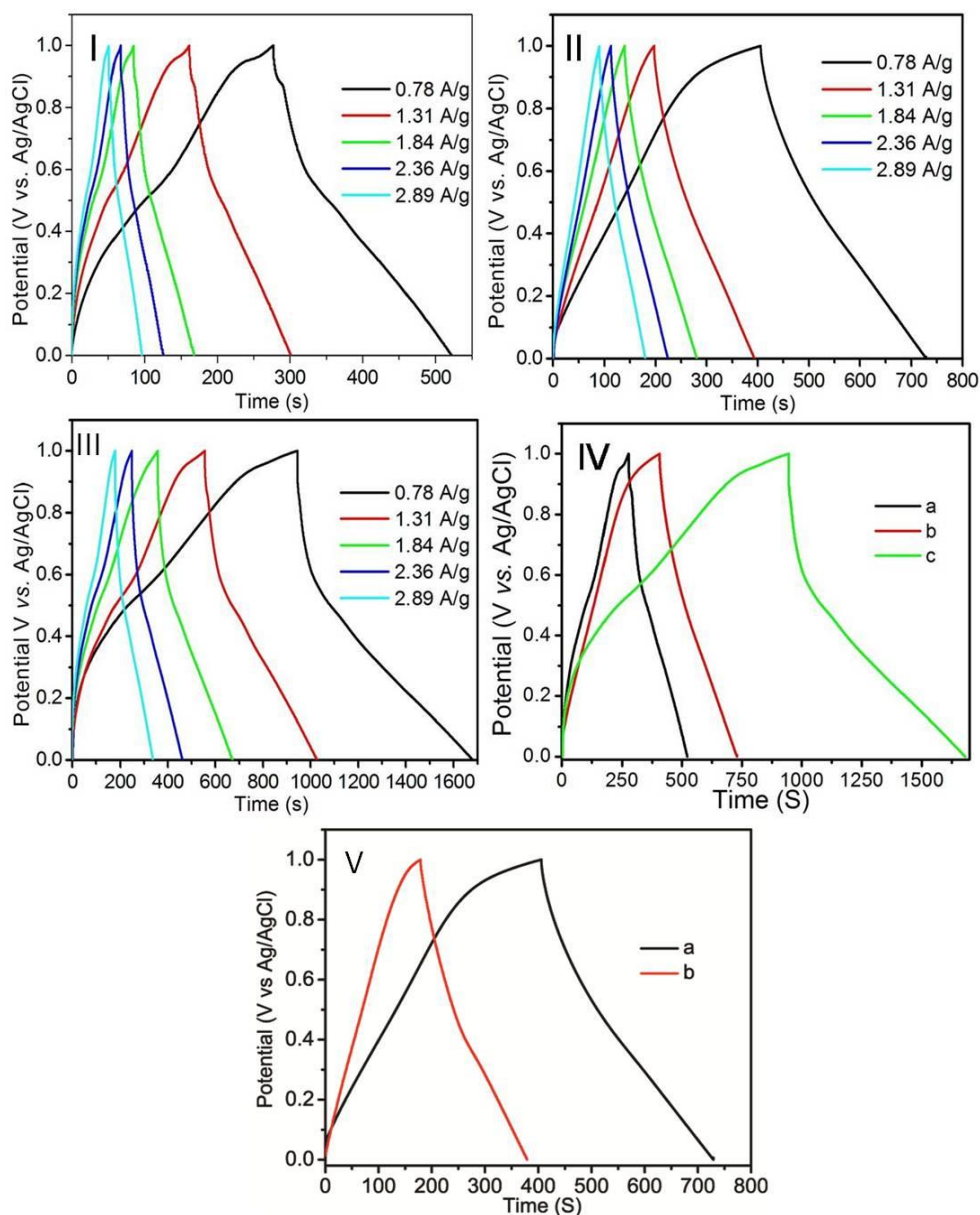 I
1.0
0.8
0.6
0.4
0.2
0.0
Potential (V vs. Ag/AgCl)
0.78 A/g
1.31 A/g
1.84 A/g
2.36 A/g
2.89 A/g
0 100 200 300 400 500
Time (s)
II
1.0
0.8
0.6
0.4
0.2
0.0
Potential (V vs. Ag/AgCl)
0.78 A/g
1.31 A/g
1.84 A/g
2.36 A/g
2.89 A/g
0 100 200 300 400 500 600 700 800
Time (s)
III
1.0
0.8
0.6
0.4
0.2
0.0
Potential V vs. Ag/AgCl)
0.78 A/g
1.31 A/g
1.84 A/g
2.36 A/g
2.89 A/g
0 200 400 600 800 1000 1200 1400 1600
Time (s)
IV
1.0
0.8
0.6
0.4
0.2
0.0
Potential (V vs. Ag/AgCl)
a
b
c
0 250 500 750 1000 1250 1500
Time (S)
V
1.0
0.8
0.6
0.4
0.2
0.0
Potential (V vs Ag/AgCl)
a
b
0 100 200 300 400 500 600 700 800
Time (S)